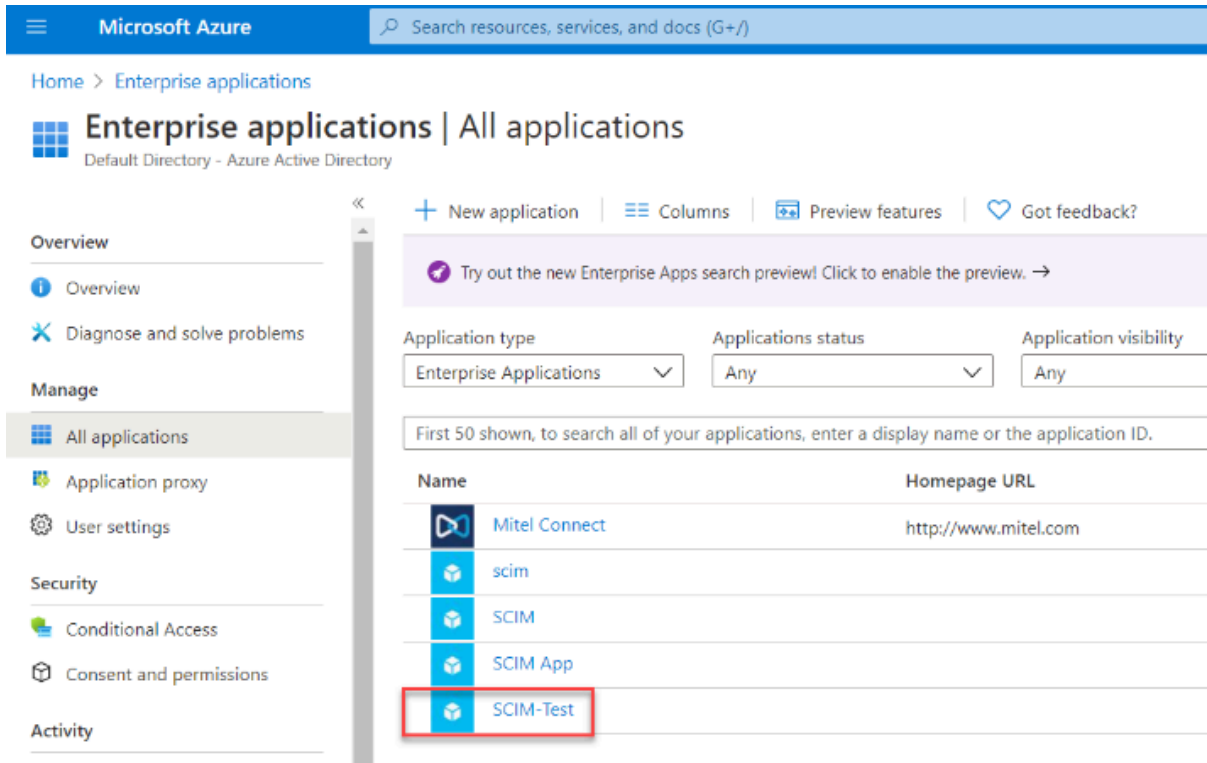 Microsoft Azure
Search resources, services, and docs (G+/)
Home > Enterprise applications
Enterprise applications | All applications
Default Directory - Azure Active Directory
«
New application
Columns
Preview features
Got feedback?
Overview
Overview
Diagnose and solve problems
Manage
All applications
Application proxy
User settings
Security
Conditional Access
Consent and permissions
Activity
Try out the new Enterprise Apps search preview! Click to enable the preview. →
Application type
Applications status
Application visibility
Enterprise Applications
Any
Any
First 50 shown, to search all of your applications, enter a display name or the application ID.
Name
Homepage URL
Mitel Connect
http://www.mitel.com
scim
SCIM
SCIM App
SCIM-Test